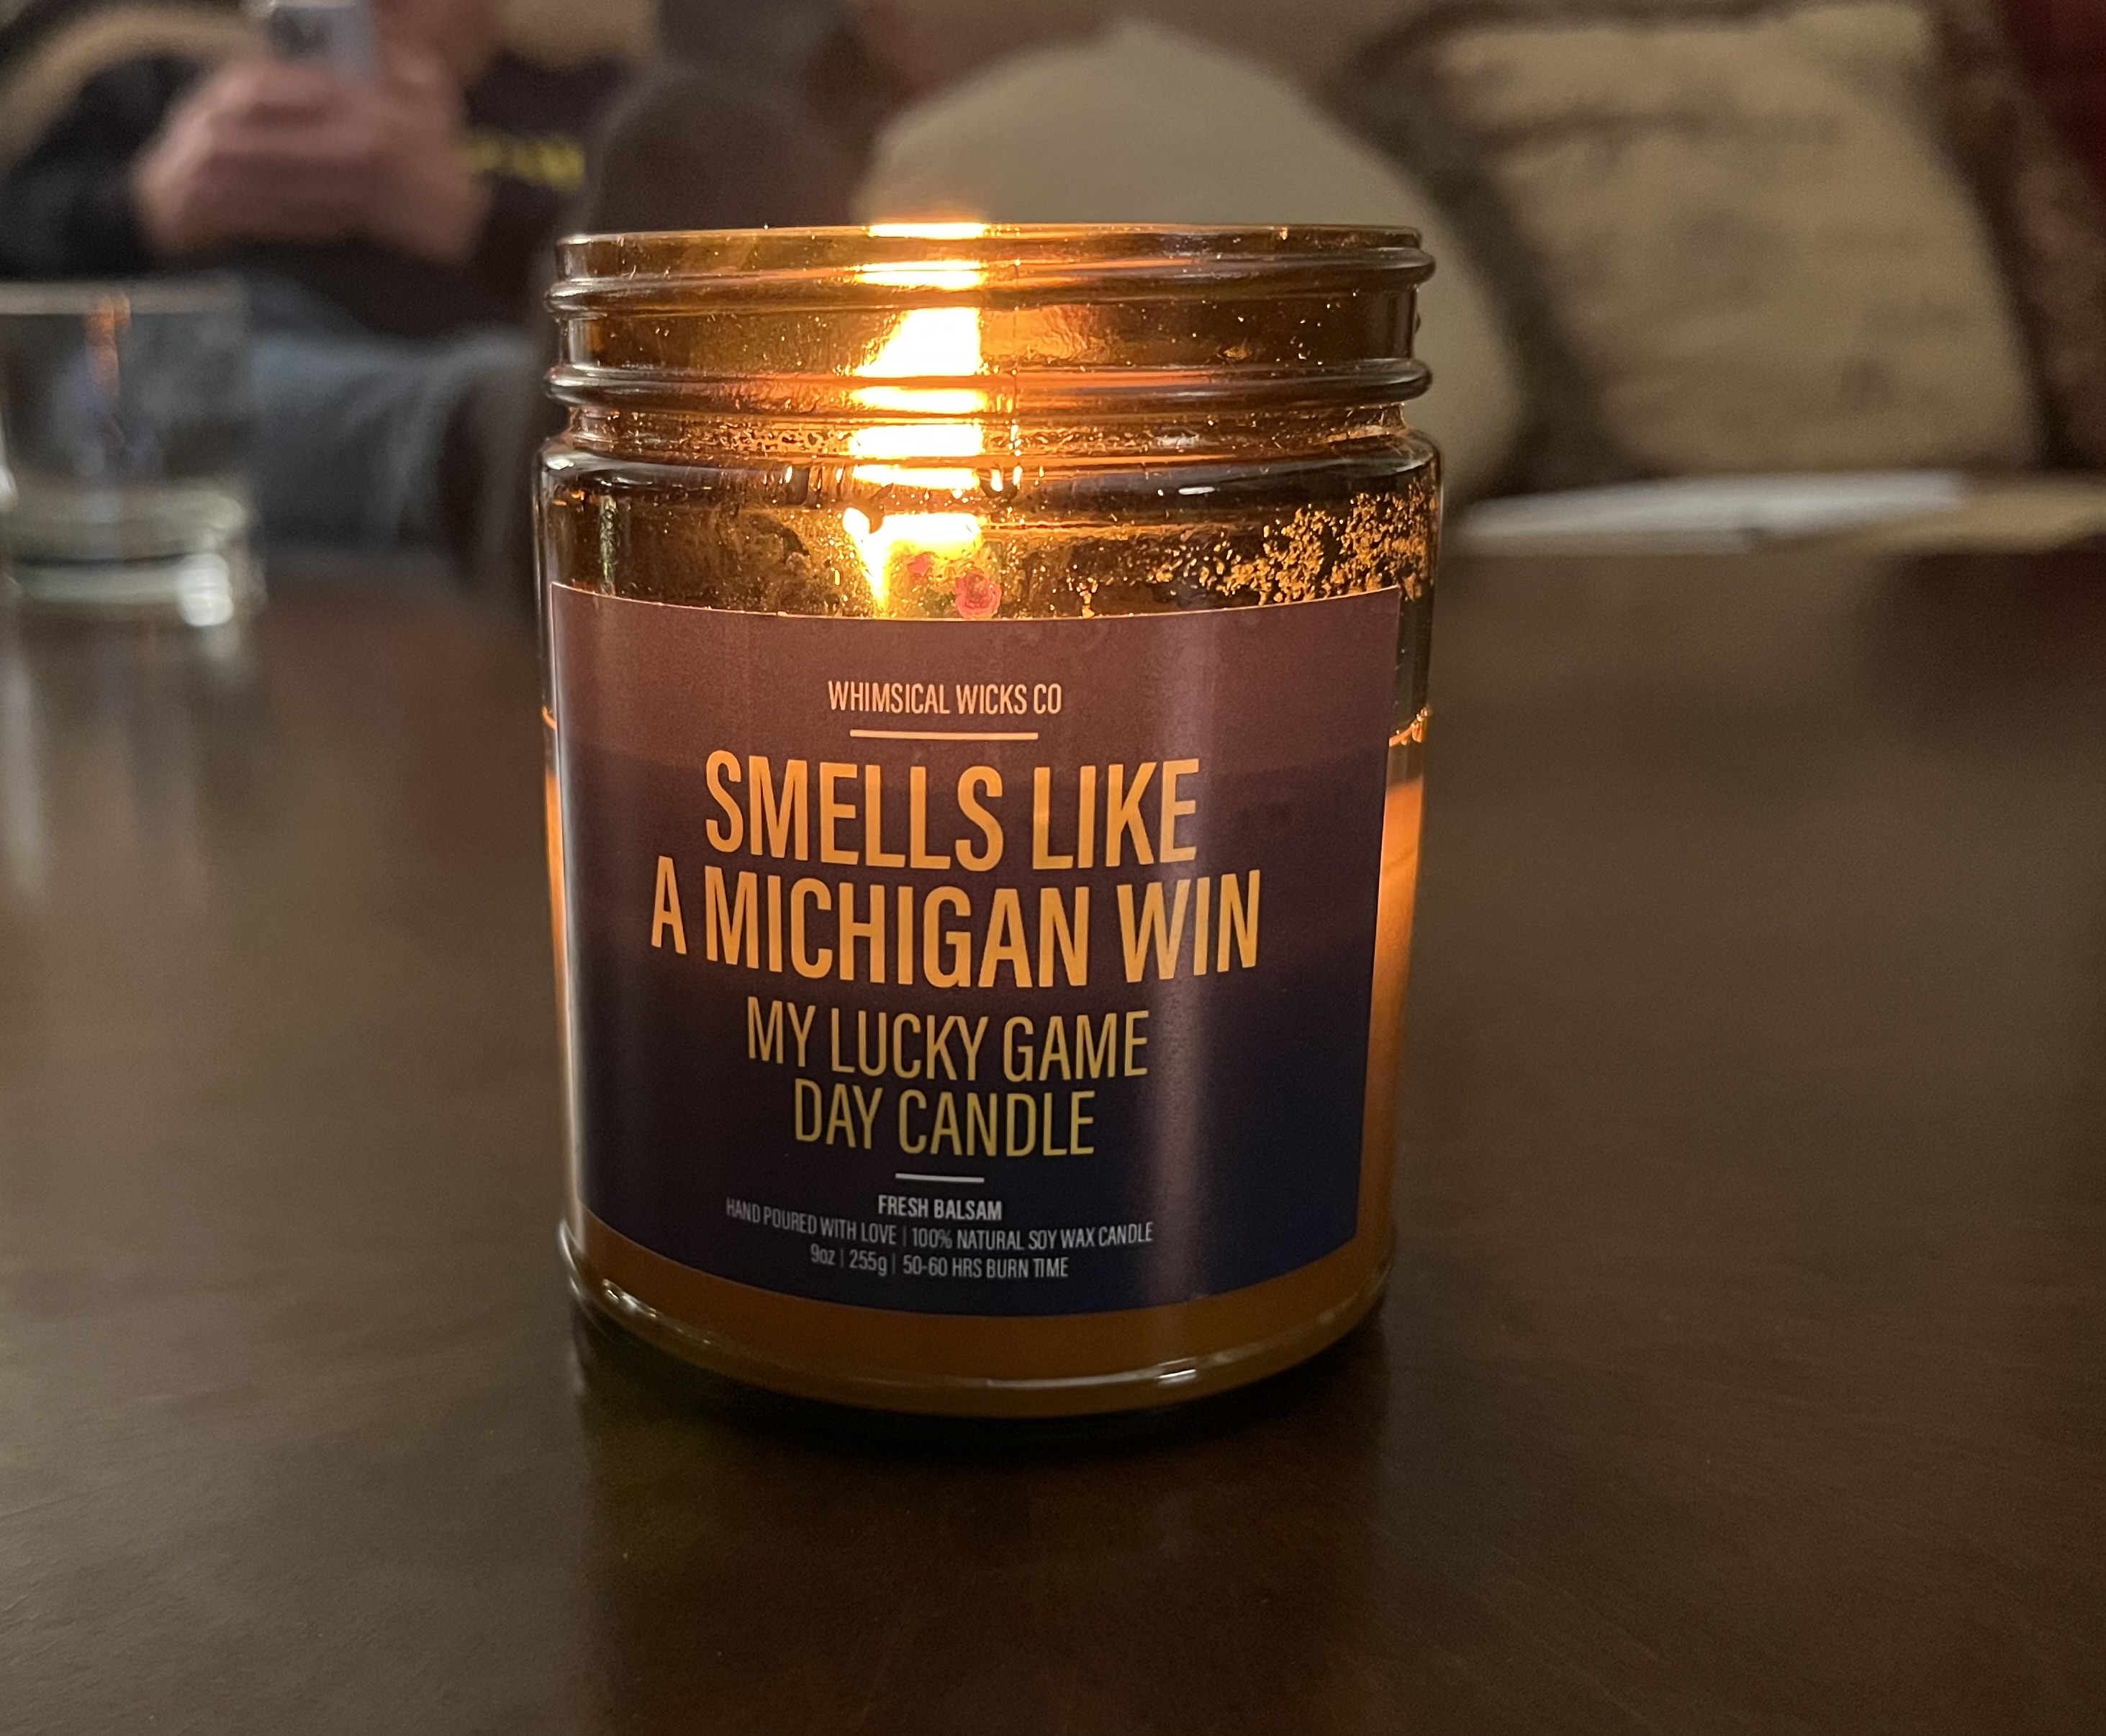 WHIMSICAL WICKS CO
SMELLS LIKE
A MICHIGAN WIN
MY LUCKY GAME
DAY CANDLE
FRESH BALSAM
HAND POURED WITH LOVE | 100% NATURAL SOY WAX CANDLE
9oz | 255g | 50-60 HRS BURN TIME